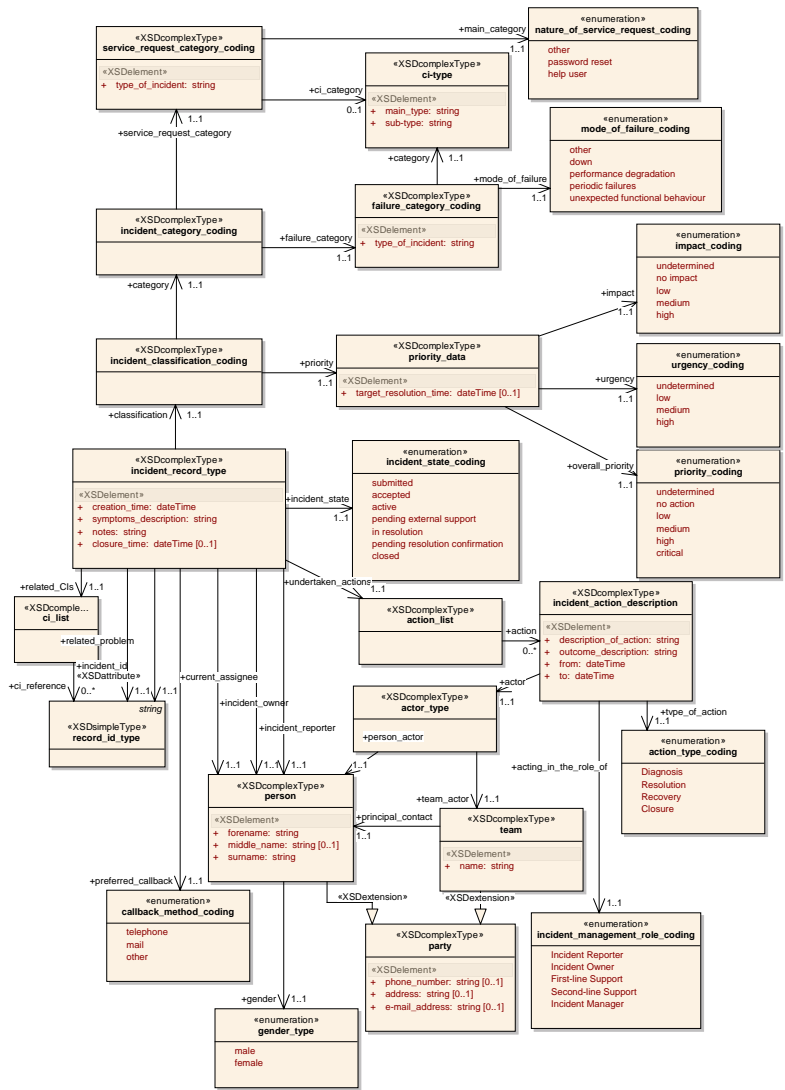 «XSDcomplexType»
service_request_category_coding
«XSDelement»
+ type_of_incident: string
+main_category
1..1
«enumeration»
nature_of_service_request_coding
other
password reset
help user
+ci_category
0..1
«XSDcomplexType»
ci-type
«XSDelement»
+ main_type: string
+ sub-type: string
1..1
+service_request_category
+category
1..1
«enumeration»
mode_of_failure_coding
other
down
performance degradation
periodic failures
unexpected functional behaviour
+mode_of_failure
1..1
«XSDcomplexType»
failure_category_coding
«XSDelement»
+ type_of_incident: string
«XSDcomplexType»
incident_category_coding
+failure_category
1..1
+category
1..1
«enumeration»
impact_coding
undetermined
no impact
low
medium
high
+impact
1..1
«XSDcomplexType»
incident_classification_coding
+priority
1..1
«XSDcomplexType»
priority_data
«XSDelement»
+ target_resolution_time: dateTime [0..1]
«enumeration»
urgency_coding
undetermined
low
medium
high
+urgency
1..1
+classification
1..1
+overall_priority
1..1
«enumeration»
priority_coding
undetermined
no action
low
medium
high
critical
«XSDcomplexType»
incident_record_type
«XSDelement»
+ creation_time: dateTime
+ symptoms_description: string
+ notes: string
+ closure_time: dateTime [0..1]
+incident_state
1..1
«enumeration»
incident_state_coding
submitted
accepted
active
pending external support
in resolution
pending resolution confirmation
closed
+related_CIs
1..1
+undertaken_actions
1..1
«XSDcomple...
ci_list
«XSDcomplexType»
action_list
+action
0..*
«XSDcomplexType»
incident_action_description
«XSDelement»
+ description_of_action: string
+ outcome_description: string
+ from: dateTime
+ to: dateTime
+related_problem
+incident_id
«XSDattribute»
+ci_reference
0..*
1..1
1..1
string
«XSDsimpleType»
record_id_type
+current_assignee
+incident_owner
+incident_reporter
1..1
1..1
1..1
+actor
1..1
«XSDcomplexType»
actor_type
+person_actor
1..1
+type_of_action
1..1
«enumeration»
action_type_coding
Diagnosis
Resolution
Recovery
Closure
+acting_in_the_role_of
«XSDcomplexType»
person
«XSDelement»
+ forename: string
+ middle_name: string [0..1]
+ surname: string
+team_actor
1..1
+principal_contact
1..1
«XSDcomplexType»
team
«XSDelement»
+ name: string
+preferred_callback
1..1
«XSDextension»
«XSDextension»
1..1
«enumeration»
callback_method_coding
telephone
mail
other
«XSDcomplexType»
party
«XSDelement»
+ phone_number: string [0..1]
+ address: string [0..1]
+ e-mail_address: string [0..1]
«enumeration»
incident_management_role_coding
Incident Reporter
Incident Owner
First-line Support
Second-line Support
Incident Manager
+gender
1..1
«enumeration»
gender_type
male
female